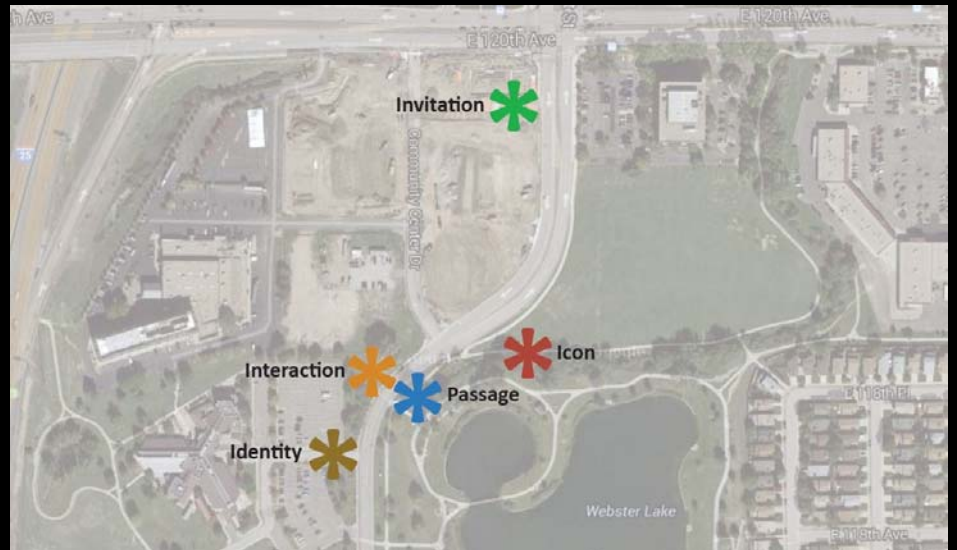 h Ave
E 120th Ave
E 120th Ave
Invitation
25
Community Center Dr
Icon
Interaction
E 118th Pl
Passage
Identity
Webster Lake
E 118th Ave